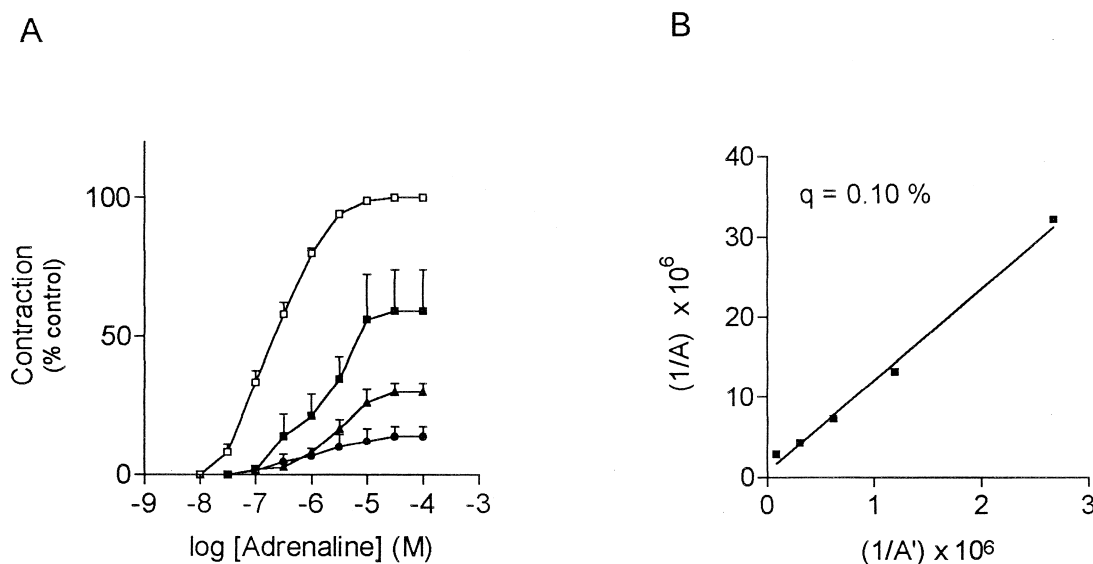 A
B
100
50
0
-9 -8 -7 -6 -5 -4 -3
Contraction
(% control)
log [Adrenaline] (M)
q = 0.10 %
40
30
20
10
0
0 1 2 3
(1/A) x 10⁶
(1/A') x 10⁶